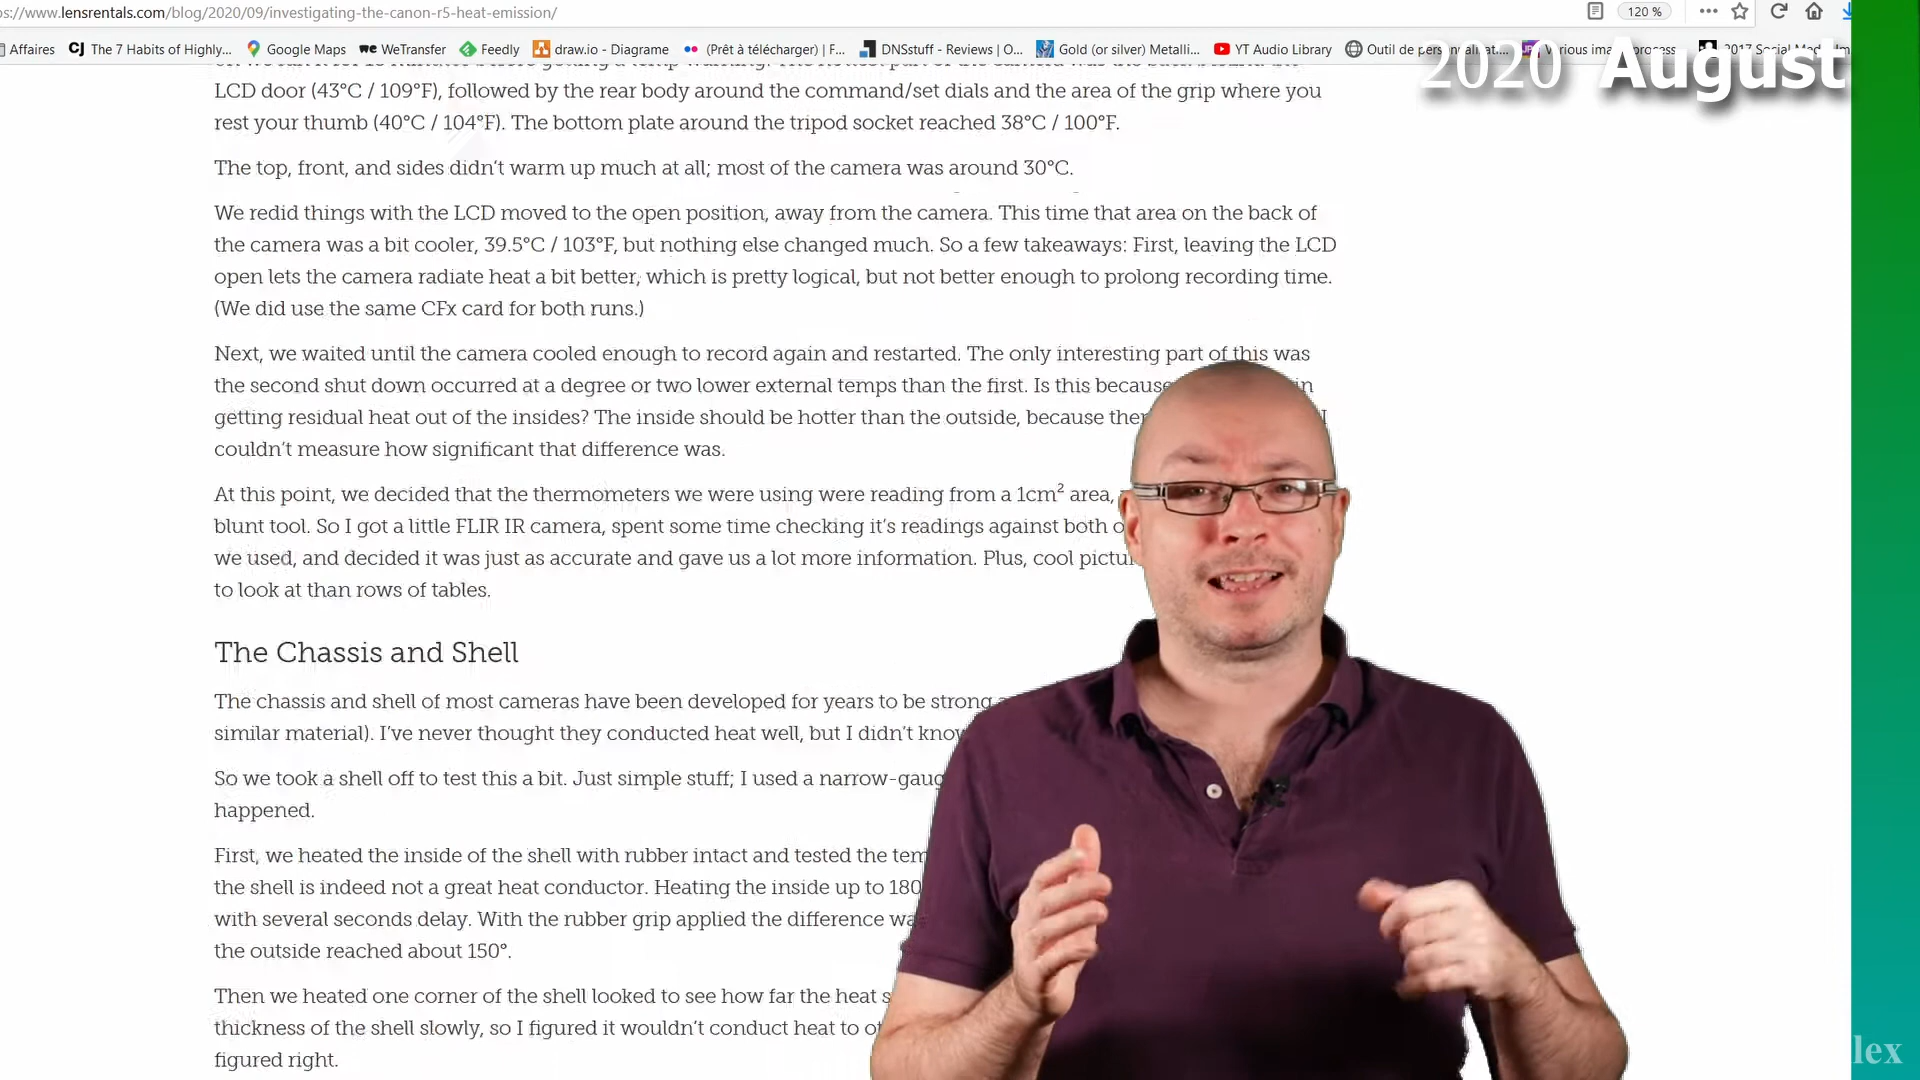 s://www.lensrentals.com/blog/2020/09/investigating-the-canon-r5-heat-emission/
120 %
Affaires
CJ The 7 Habits of Highly...
Google Maps
we WeTransfer
Feedly
draw.io - Diagrame
(Prêt à télécharger) | F...
DNSstuff - Reviews | O...
Gold (or silver) Metalli...
YT Audio Library
Outil de personnalisat...
Various image process
2017 Social Med
2020 August
LCD door (43°C / 109°F), followed by the rear body around the command/set dials and the area of the grip where you
rest your thumb (40°C / 104°F). The bottom plate around the tripod socket reached 38°C / 100°F.
The top, front, and sides didn't warm up much at all; most of the camera was around 30°C.
We redid things with the LCD moved to the open position, away from the camera. This time that area on the back of
the camera was a bit cooler, 39.5°C / 103°F, but nothing else changed much. So a few takeaways: First, leaving the LCD
open lets the camera radiate heat a bit better, which is pretty logical, but not better enough to prolong recording time.
(We did use the same CFx card for both runs.)
Next, we waited until the camera cooled enough to record again and restarted. The only interesting part of this was
the second shut down occurred at a degree or two lower external temps than the first. Is this because in
getting residual heat out of the insides? The inside should be hotter than the outside, because ther I
couldn't measure how significant that difference was.
At this point, we decided that the thermometers we were using were reading from a 1cm² area,
blunt tool. So I got a little FLIR IR camera, spent some time checking it's readings against both o
we used, and decided it was just as accurate and gave us a lot more information. Plus, cool pictu
to look at than rows of tables.
The Chassis and Shell
The chassis and shell of most cameras have been developed for years to be strong a
similar material). I've never thought they conducted heat well, but I didn't know
So we took a shell off to test this a bit. Just simple stuff; I used a narrow-gaug
happened.
First, we heated the inside of the shell with rubber intact and tested the tem
the shell is indeed not a great heat conductor. Heating the inside up to 180
with several seconds delay. With the rubber grip applied the difference wa
the outside reached about 150°.
Then we heated one corner of the shell looked to see how far the heat s
thickness of the shell slowly, so I figured it wouldn't conduct heat to ot
figured right.
lex